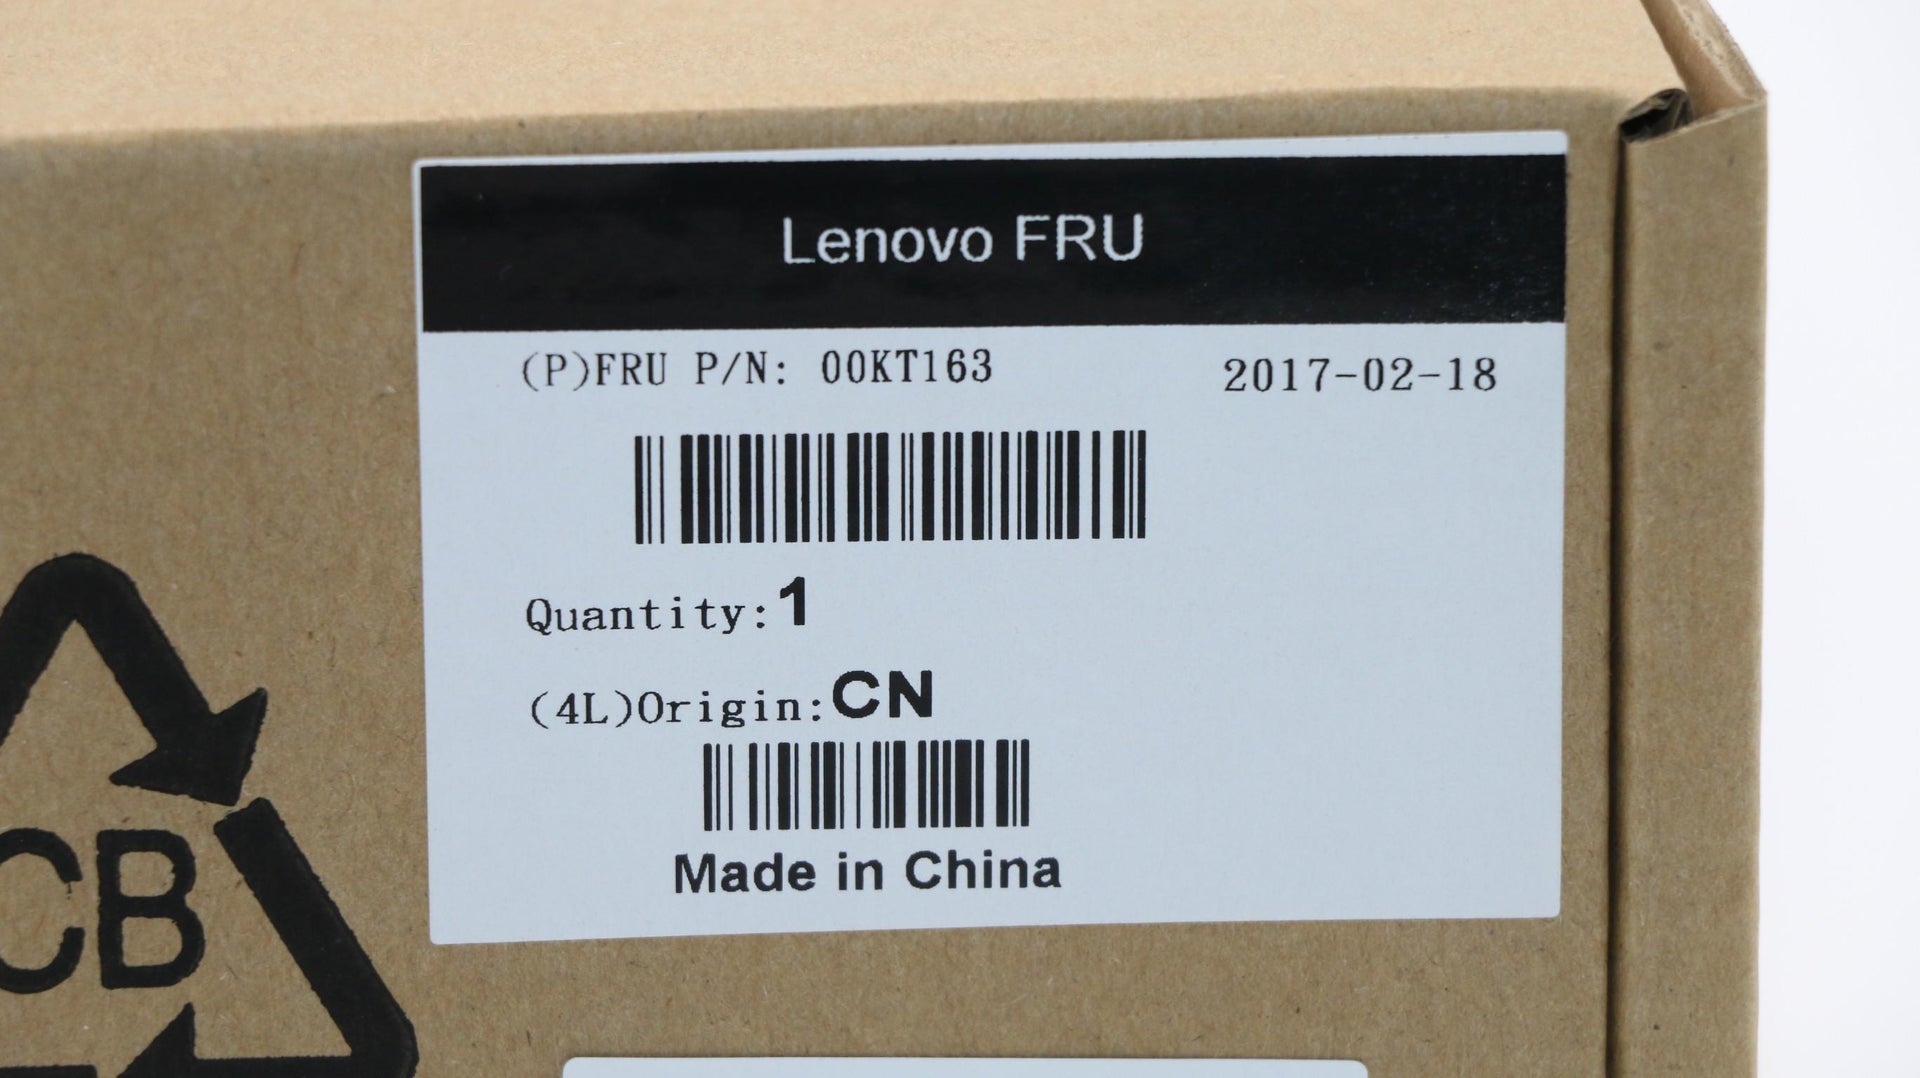 Lenovo FRU
(P)FRU P/N: 00KT163 2017-02-18
Quantity:1
(4L)Origin:CN
Made in China
CB